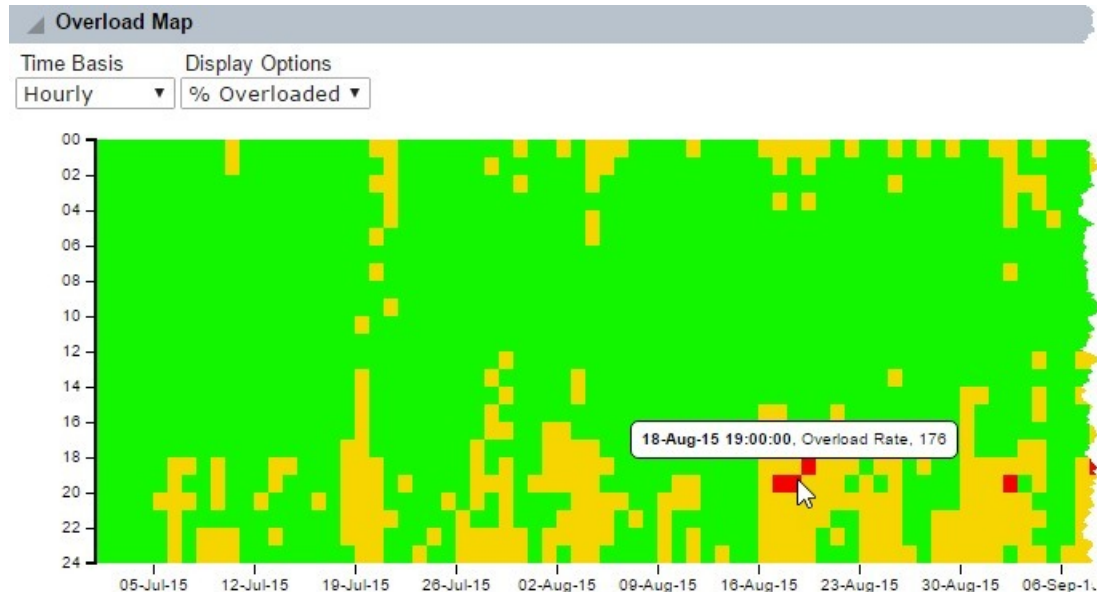 Overload Map
Time Basis Display Options
Hourly % Overloaded
00
02
04
06
08
10
12
14
16
18-Aug-15 19:00:00, Overload Rate, 176
18
20
22
24
05-Jul-15 12-Jul-15 19-Jul-15 26-Jul-15 02-Aug-15 09-Aug-15 16-Aug-15 23-Aug-15 30-Aug-15 06-Sep-1